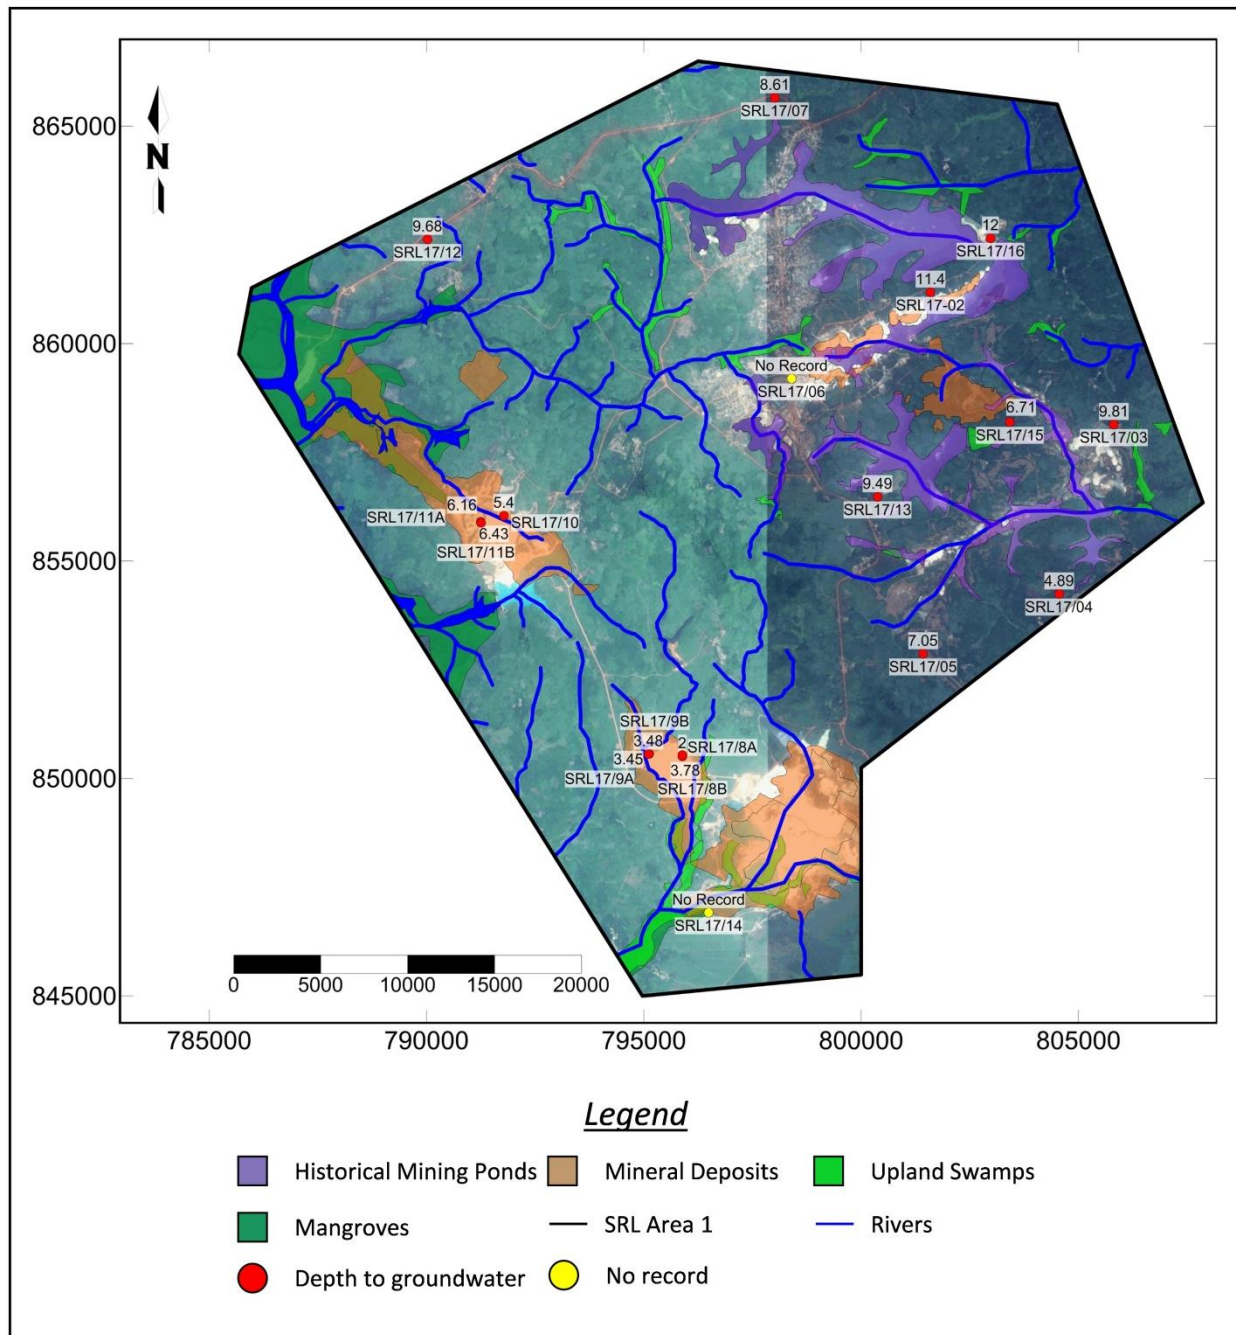 8.61
865000
SRL17/07
N
9.68
12
SRL17/12
SRL17/16
11.4
SRL17-02
860000
No Record
SRL17/06
6.71
9.81
SRL17/15
SRL17/03
9.49
6.16
5.4
SRL17/13
SRL17/11A
SRL17/10
6.43
SRL17/11B
855000
4.89
SRL17/04
7.05
SRL17/05
SRL17/9B
3.48
2
SRL17/8A
3.45
3.78
SRL17/9A
SRL17/8B
850000
No Record
SRL17/14
0 5000 10000 15000 20000
845000
785000 790000 795000 800000 805000
Legend
Historical Mining Ponds Mineral Deposits Upland Swamps
Mangroves SRL Area 1 Rivers
Depth to groundwater No record